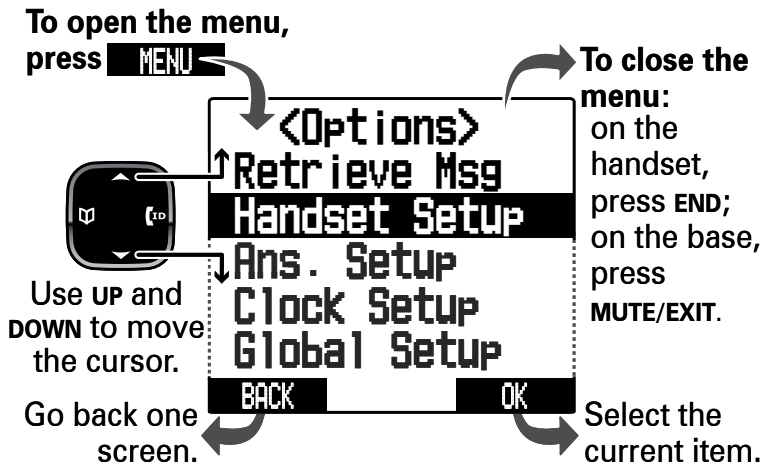 To open the menu,
press MENU
To close the
menu:
on the
handset,
press END;
on the base,
press
MUTE/EXIT.
<Options>
Retrieve Msg
Handset Setup
Ans. Setup
Clock Setup
Global Setup
BACK OK
ID
Use UP and
DOWN to move
the cursor.
Go back one
screen.
Select the
current item.